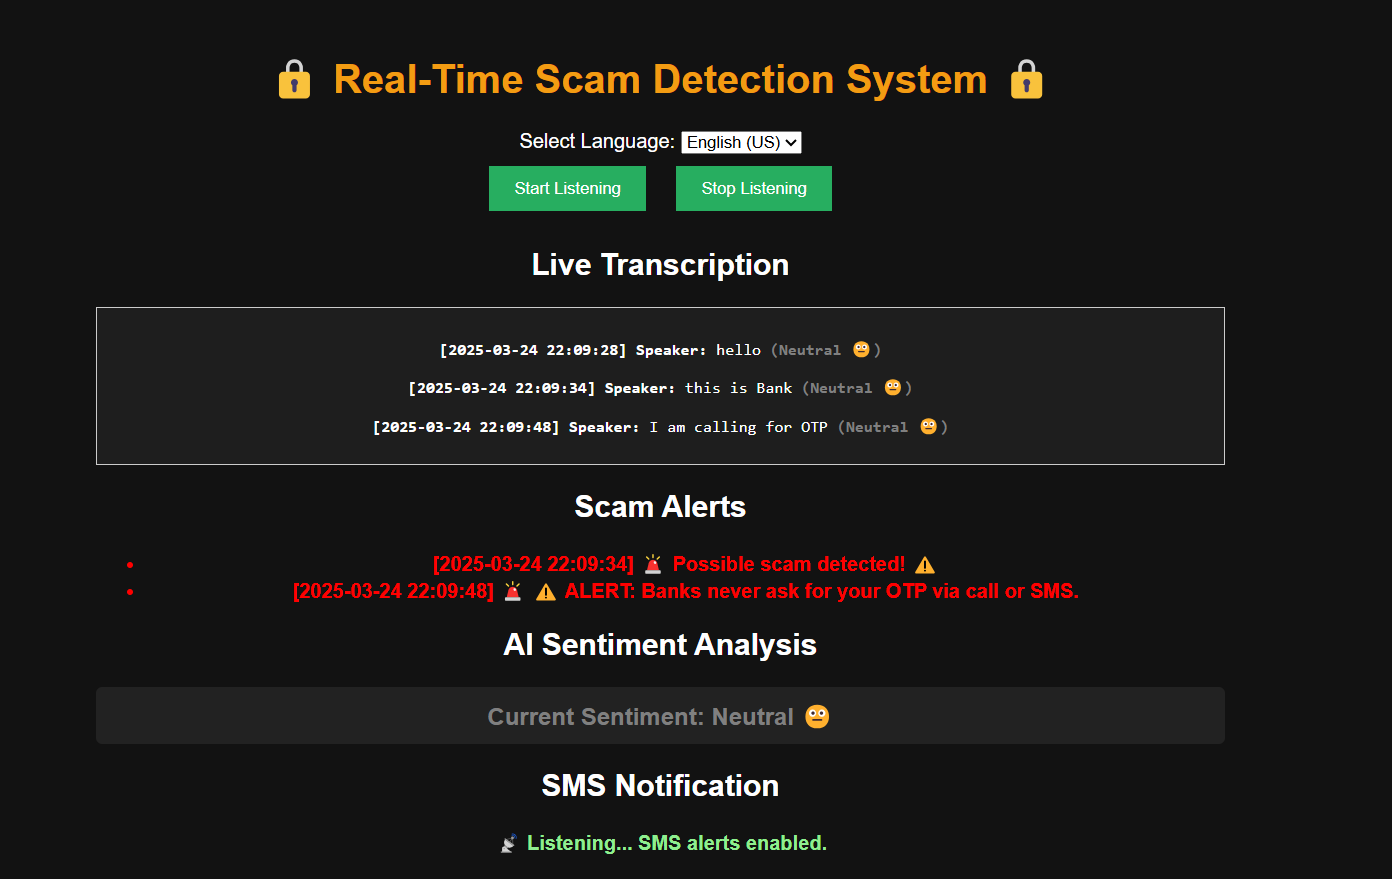 🔒 Real-Time Scam Detection System 🔒
Select Language: English (US)
Start Listening Stop Listening
Live Transcription
[2025-03-24 22:09:28] Speaker: hello (Neutral 😐)
[2025-03-24 22:09:34] Speaker: this is Bank (Neutral 😐)
[2025-03-24 22:09:48] Speaker: I am calling for OTP (Neutral 😐)
Scam Alerts
• [2025-03-24 22:09:34] 🚨 Possible scam detected! ⚠️
• [2025-03-24 22:09:48] 🚨 ⚠️ ALERT: Banks never ask for your OTP via call or SMS.
AI Sentiment Analysis
Current Sentiment: Neutral 😐
SMS Notification
📡 Listening... SMS alerts enabled.